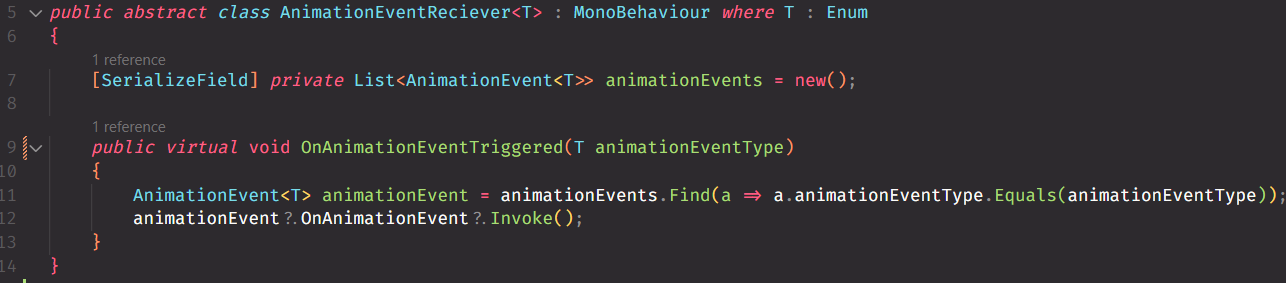 5 public abstract class AnimationEventReciever<T> : MonoBehaviour where T : Enum
6 {
1 reference
7 [SerializeField] private List<AnimationEvent<T>> animationEvents = new();
8
1 reference
9 public virtual void OnAnimationEventTriggered(T animationEventType)
10 {
11 AnimationEvent<T> animationEvent = animationEvents.Find(a => a.animationEventType.Equals(animationEventType));
12 animationEvent?.OnAnimationEvent?.Invoke();
13 }
14 }